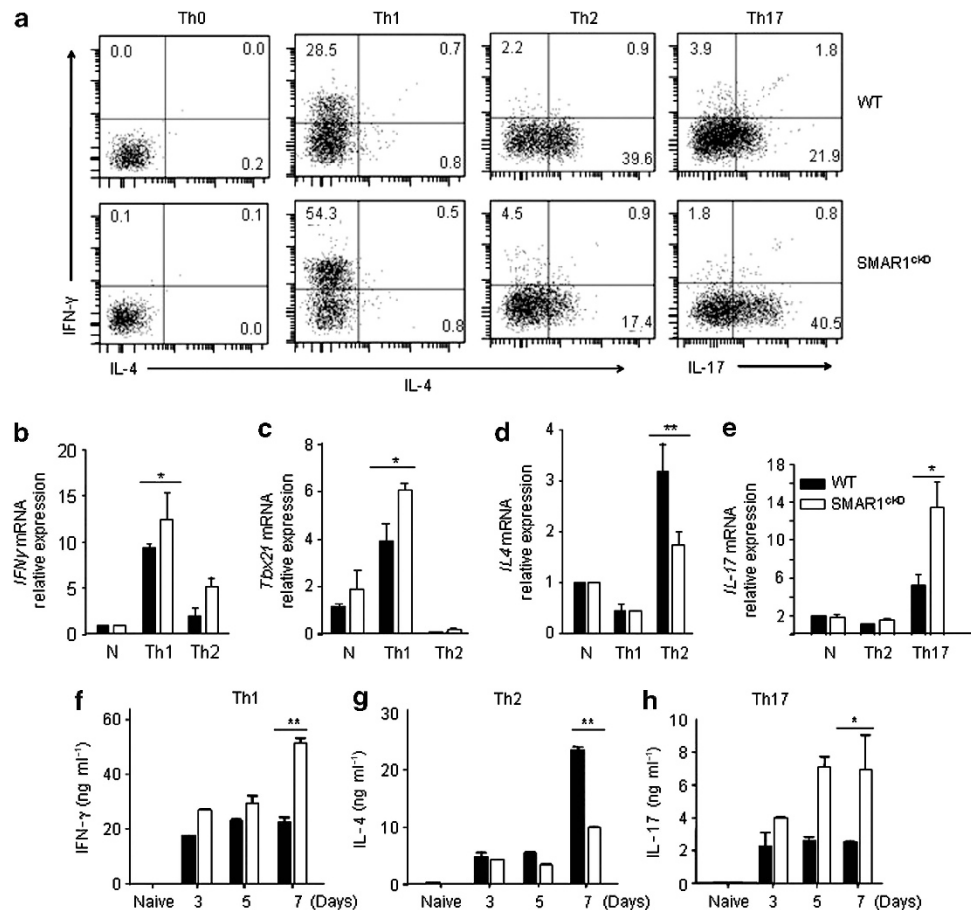 a
Th0 Th1 Th2 Th17
0.0 0.0 28.5 0.7 2.2 0.9 3.9 1.8
WT
0.2 0.8 39.6 21.9
0.1 0.1 54.3 0.5 4.5 0.9 1.8 0.8
SMAR1cKO
0.0 0.8 17.4 40.5
IFN-γ
IL-4 IL-4 IL-17
b
IFNγ mRNA
relative expression
20
15
10
5
0
*
N Th1 Th2
c
Tbx21 mRNA
relative expression
8
6
4
2
0
*
N Th1 Th2
d
IL4 mRNA
relative expression
4
3
2
1
0
**
N Th1 Th2
e
IL-17 mRNA
relative expression
18
14
10
6
2
*
WT
SMAR1cKO
N Th2 Th17
f
Th1
IFN-γ (ng ml-1)
60
40
20
0
**
Naive 3 5 7 (Days)
g
Th2
IL-4 (ng ml-1)
30
20
10
0
**
Naive 3 5 7 (Days)
h
Th17
IL-17 (ng ml-1)
10
8
6
4
2
0
*
Naive 3 5 7 (Days)